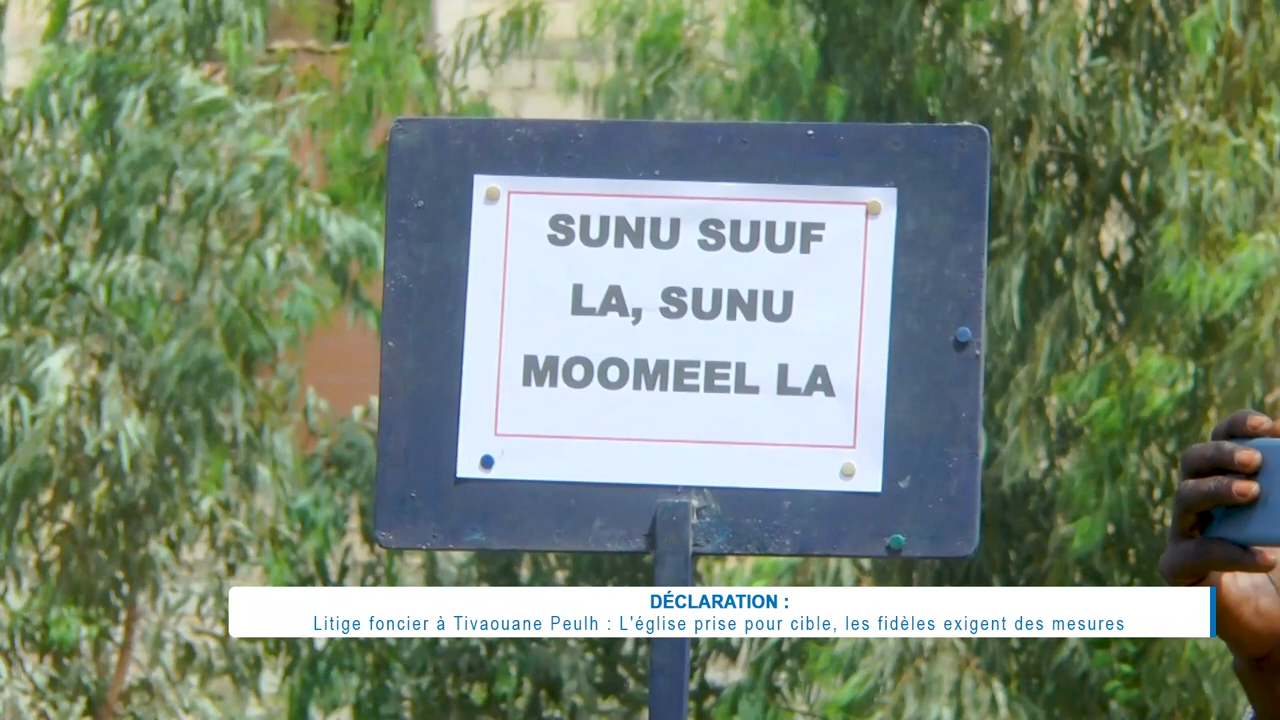 SUNU SUUF
LA, SUNU
MOOMEEL LA
DÉCLARATION :
Litige foncier à Tivaouane Peulh : L'église prise pour cible, les fidèles exigent des mesures